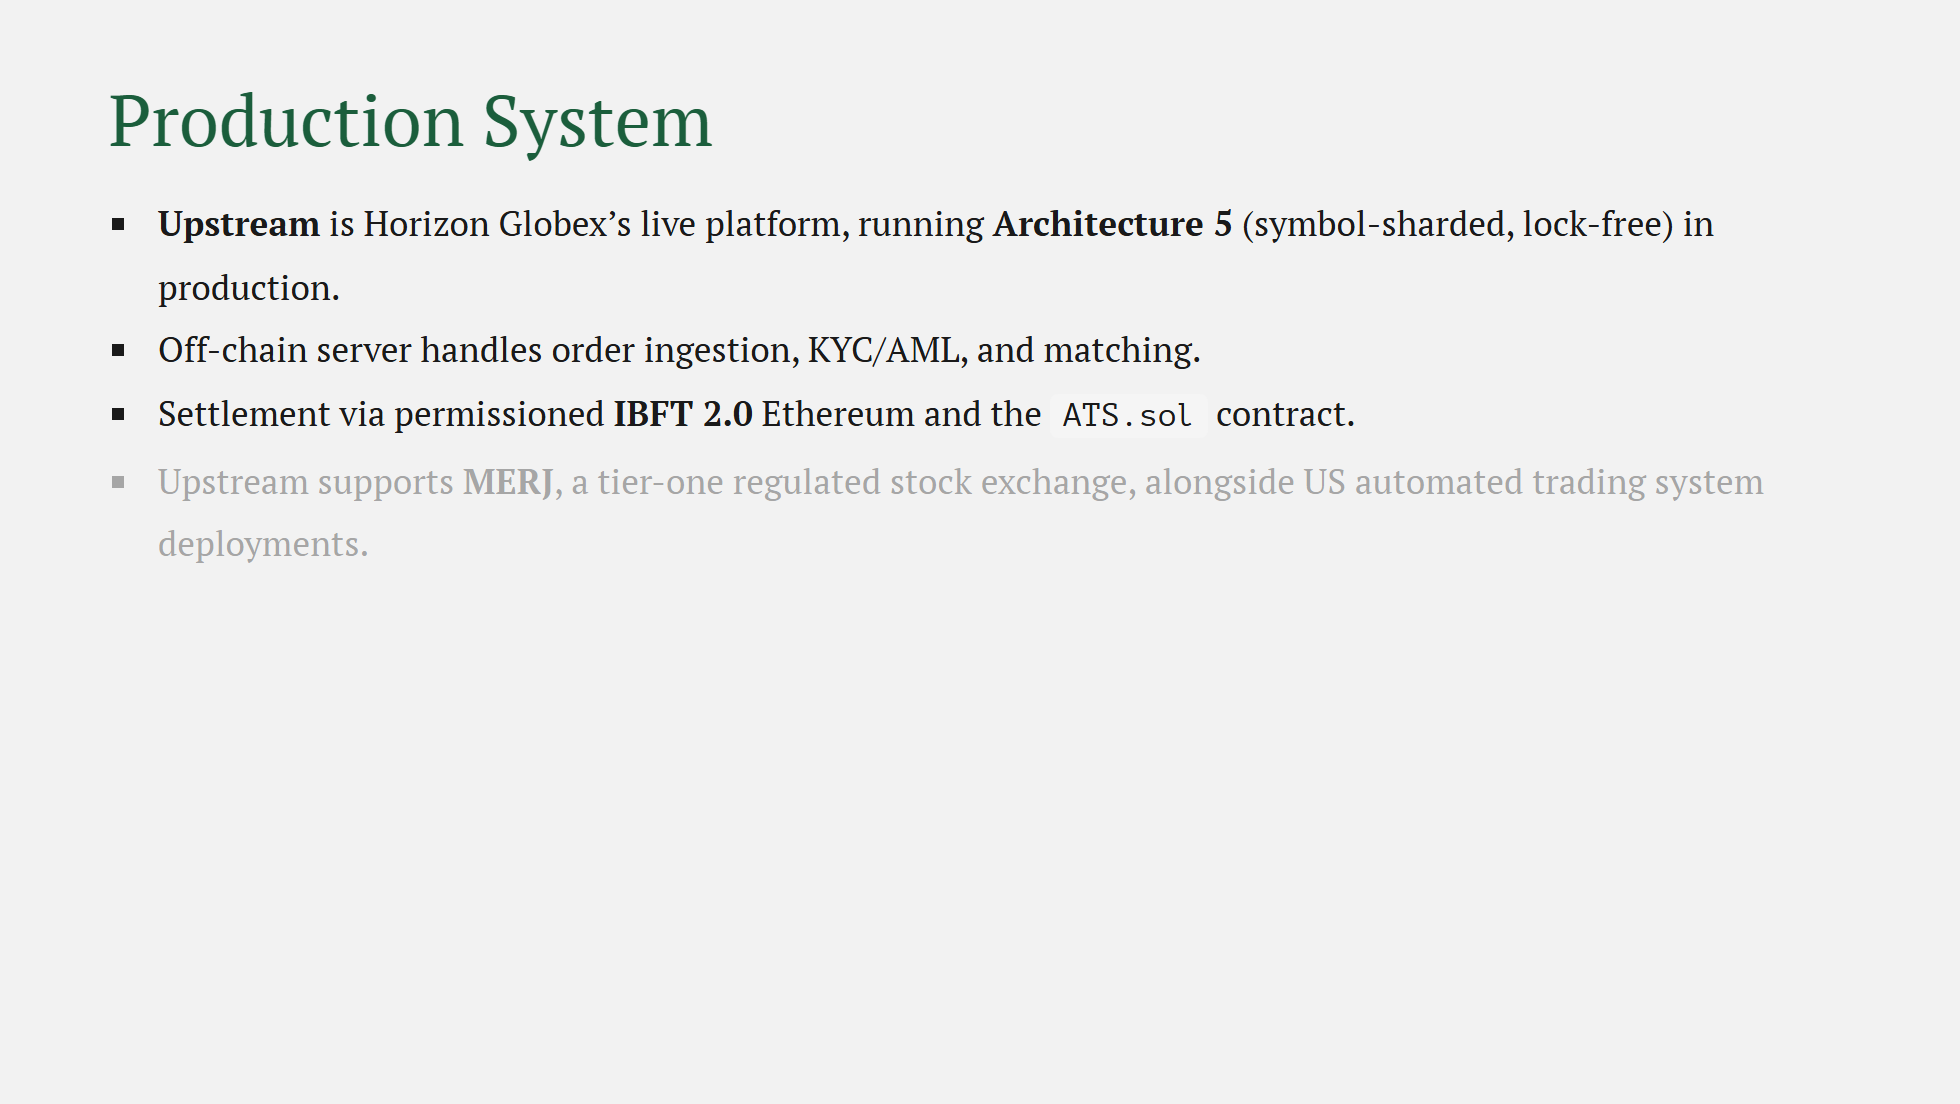 Production System
▪ Upstream is Horizon Globex’s live platform, running Architecture 5 (symbol-sharded, lock-free) in
production.
▪ Off-chain server handles order ingestion, KYC/AML, and matching.
▪ Settlement via permissioned IBFT 2.0 Ethereum and the ATS.sol contract.
▪ Upstream supports MERJ, a tier-one regulated stock exchange, alongside US automated trading system
deployments.